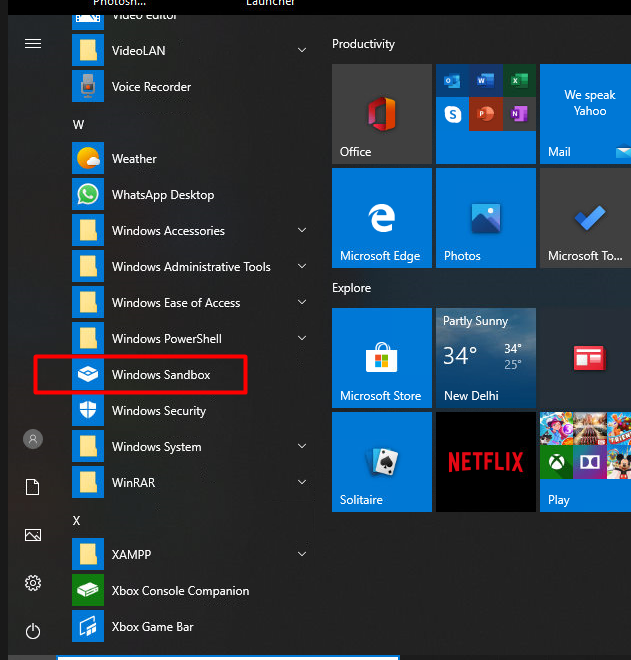 Photosh...
Launcher
Video editor
VideoLAN
Voice Recorder
W
Weather
WhatsApp Desktop
Windows Accessories
Windows Administrative Tools
Windows Ease of Access
Windows PowerShell
Windows Sandbox
Windows Security
Windows System
WinRAR
X
XAMPP
Xbox Console Companion
Xbox Game Bar
Productivity
Office
We speak
Yahoo
Mail
Microsoft Edge
Photos
Microsoft To...
Explore
Microsoft Store
Partly Sunny
34°
34°
25°
New Delhi
Solitaire
NETFLIX
Play